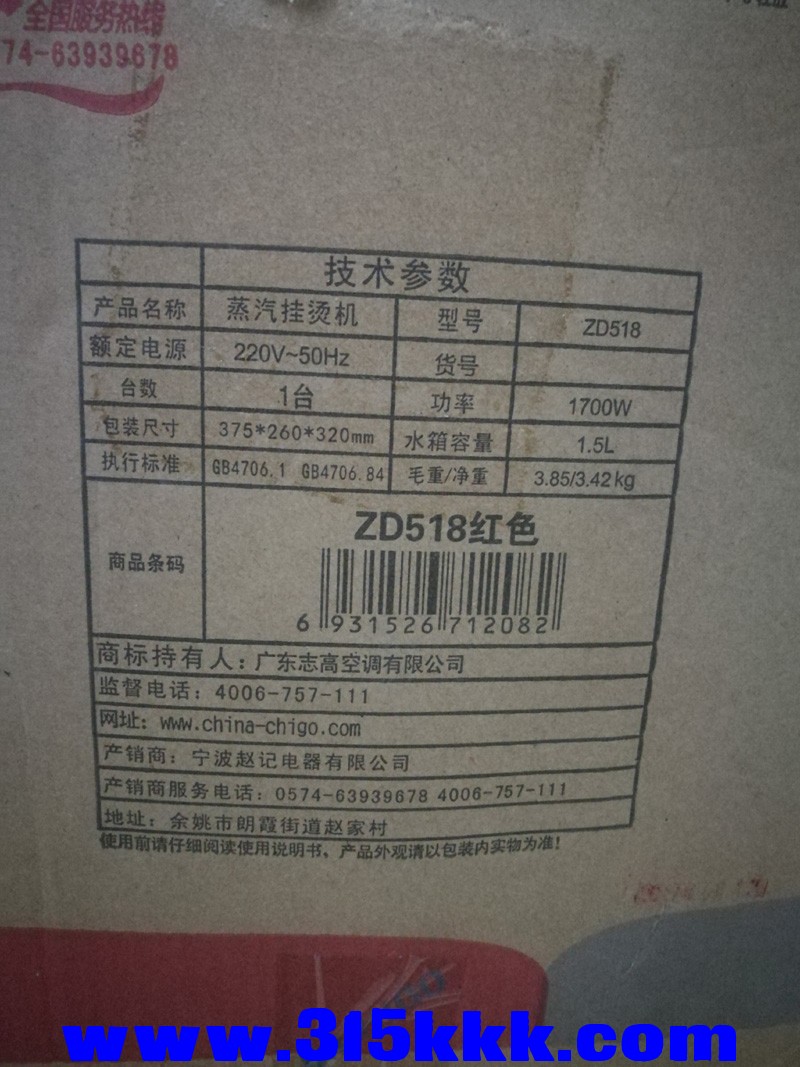 全国服务热线
74-63939678
技术参数
产品名称 蒸汽挂烫机 型号 ZD518
额定电源 220V~50Hz 货号
台数 1台 功率 1700W
包装尺寸 375*260*320mm 水箱容量 1.5L
执行标准 GB4706.1 GB4706.84 毛重/净重 3.85/3.42kg
商品条码 ZD518红色
6 931526 712082
商标持有人：广东志高空调有限公司
监督电话：4006-757-111
网址：www.china-chigo.com
产销商：宁波赵记电器有限公司
产销商服务电话：0574-63939678 4006-757-111
地址：余姚市朗霞街道赵家村
使用前请仔细阅读使用说明书、产品外观请以包装内实物为准！
www.315kkk.com